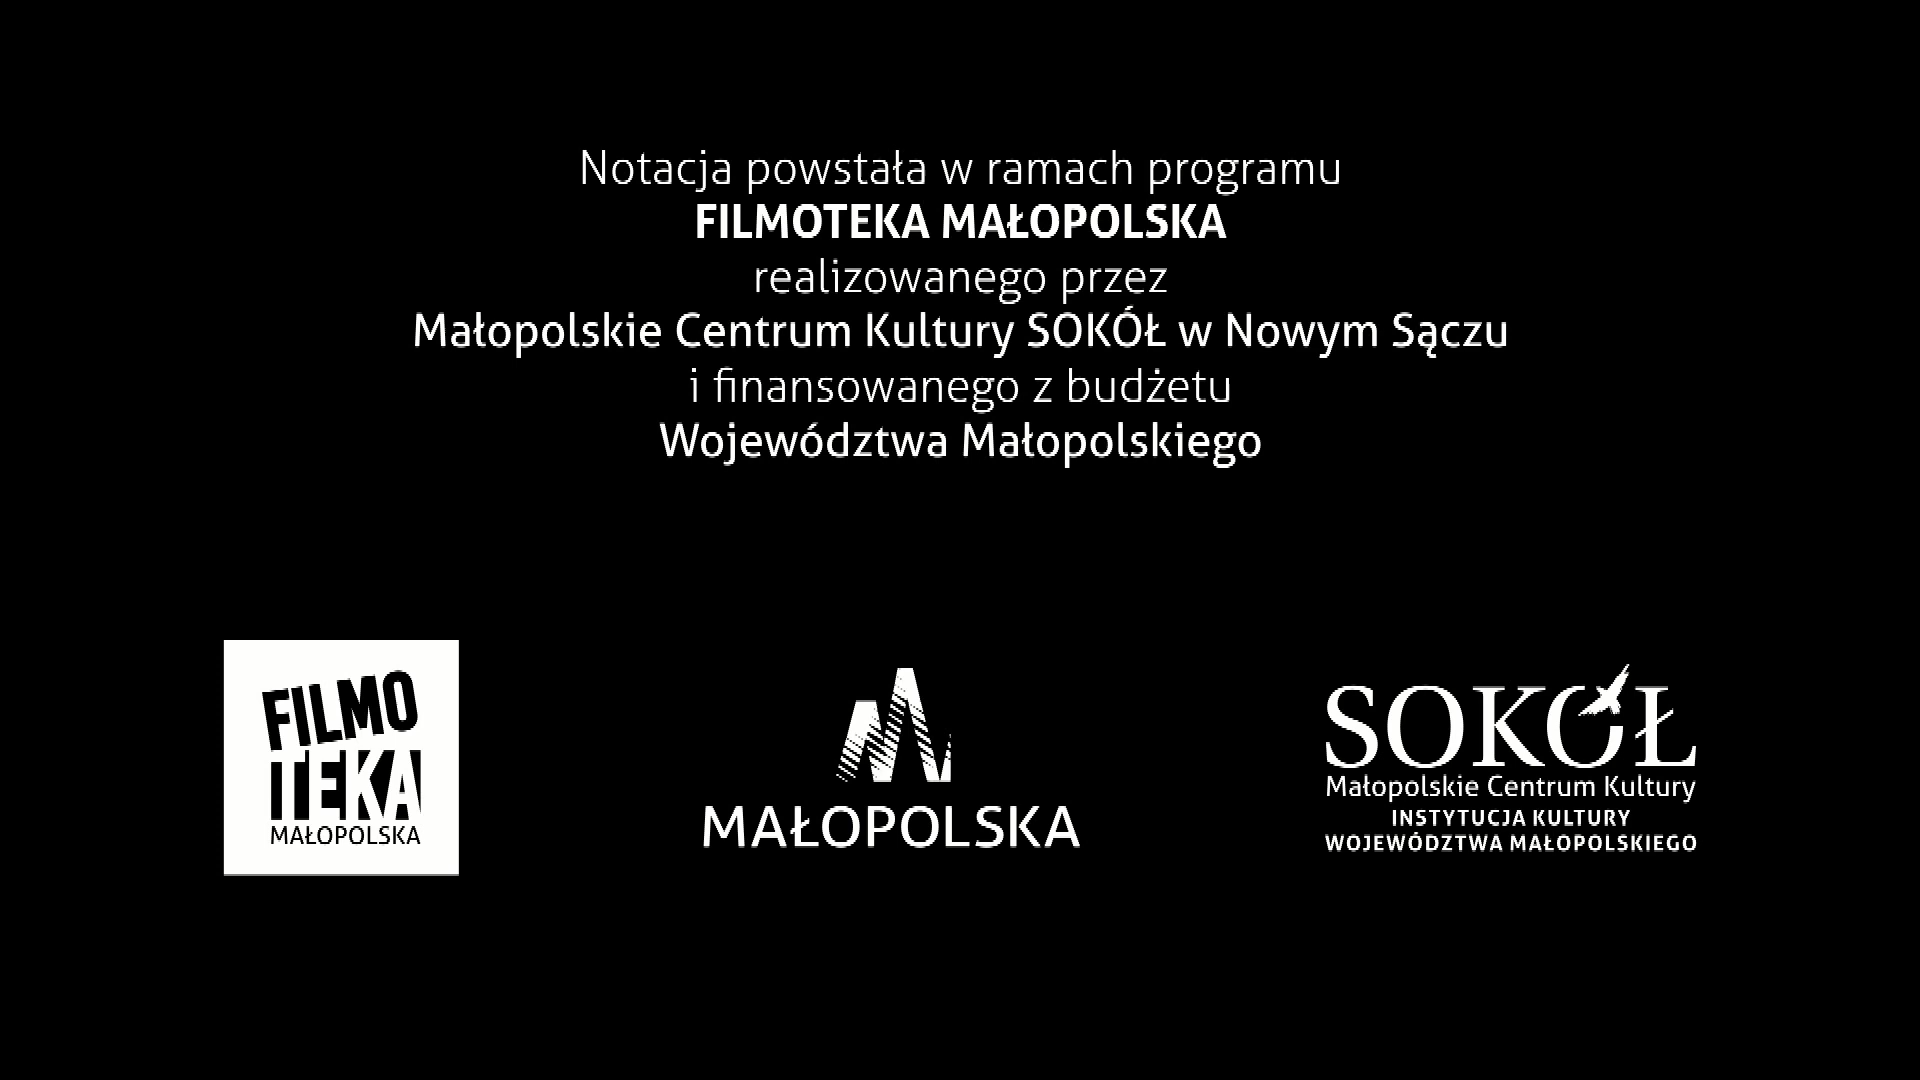 Notacja powstała w ramach programu
FILMOTEKA MAŁOPOLSKA
realizowanego przez
Małopolskie Centrum Kultury SOKÓŁ w Nowym Sączu
i finansowanego z budżetu
Województwa Małopolskiego
FILMO
TEKA
MAŁOPOLSKA
MAŁOPOLSKA
SOKÓŁ
Małopolskie Centrum Kultury
INSTYTUCJA KULTURY
WOJEWÓDZTWA MAŁOPOLSKIEGO